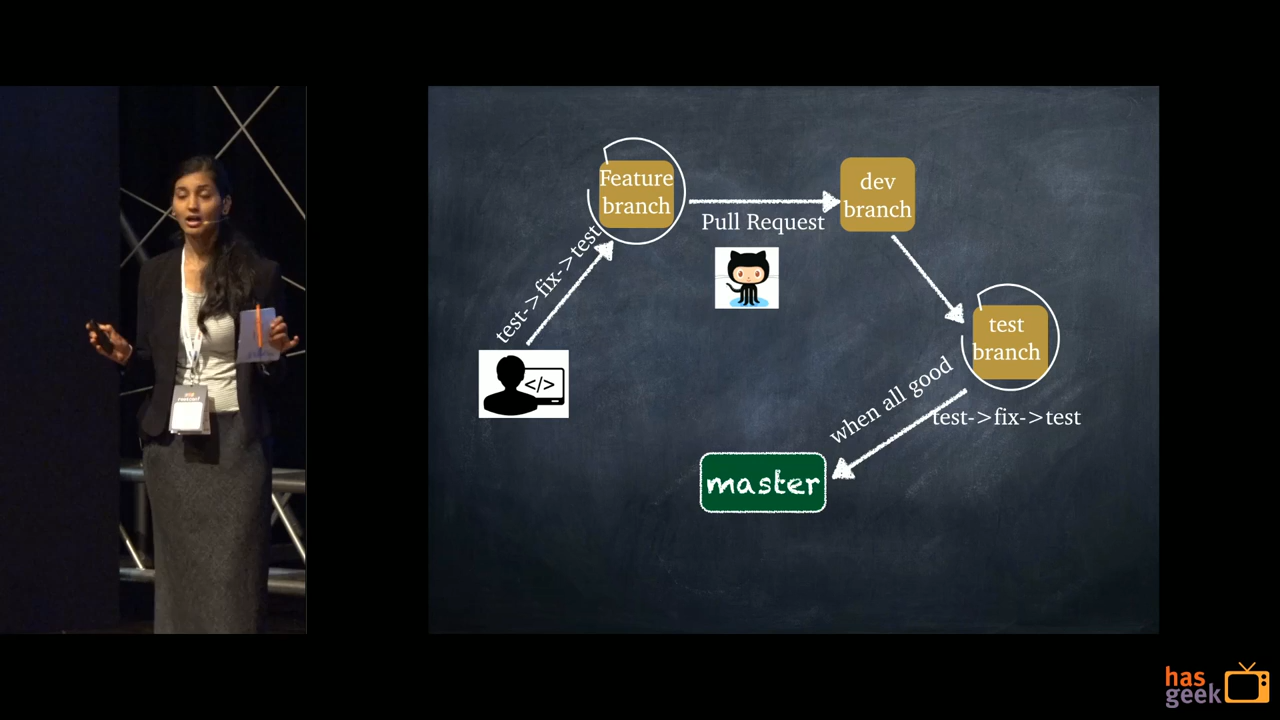 Feature
branch
dev
branch
Pull Request
test->fix->test
</>
test
branch
when all good
test->fix->test
master
has
geek